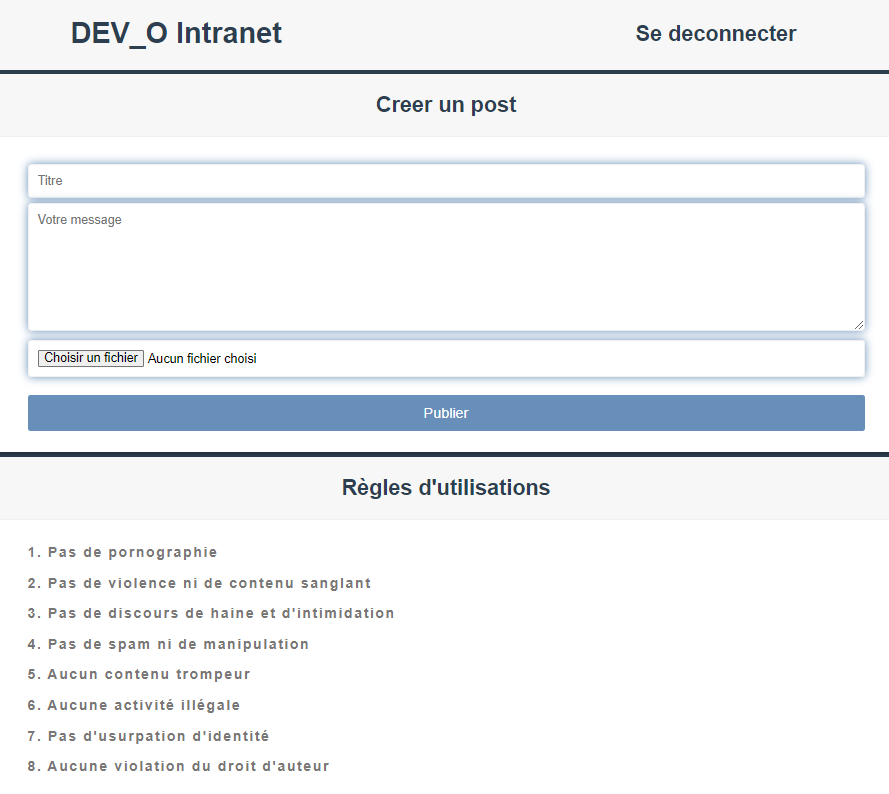 DEV_O Intranet
Se deconnecter
Creer un post
Titre
Votre message
Choisir un fichier Aucun fichier choisi
Publier
Règles d'utilisations
1. Pas de pornographie
2. Pas de violence ni de contenu sanglant
3. Pas de discours de haine et d'intimidation
4. Pas de spam ni de manipulation
5. Aucun contenu trompeur
6. Aucune activité illégale
7. Pas d'usurpation d'identité
8. Aucune violation du droit d'auteur